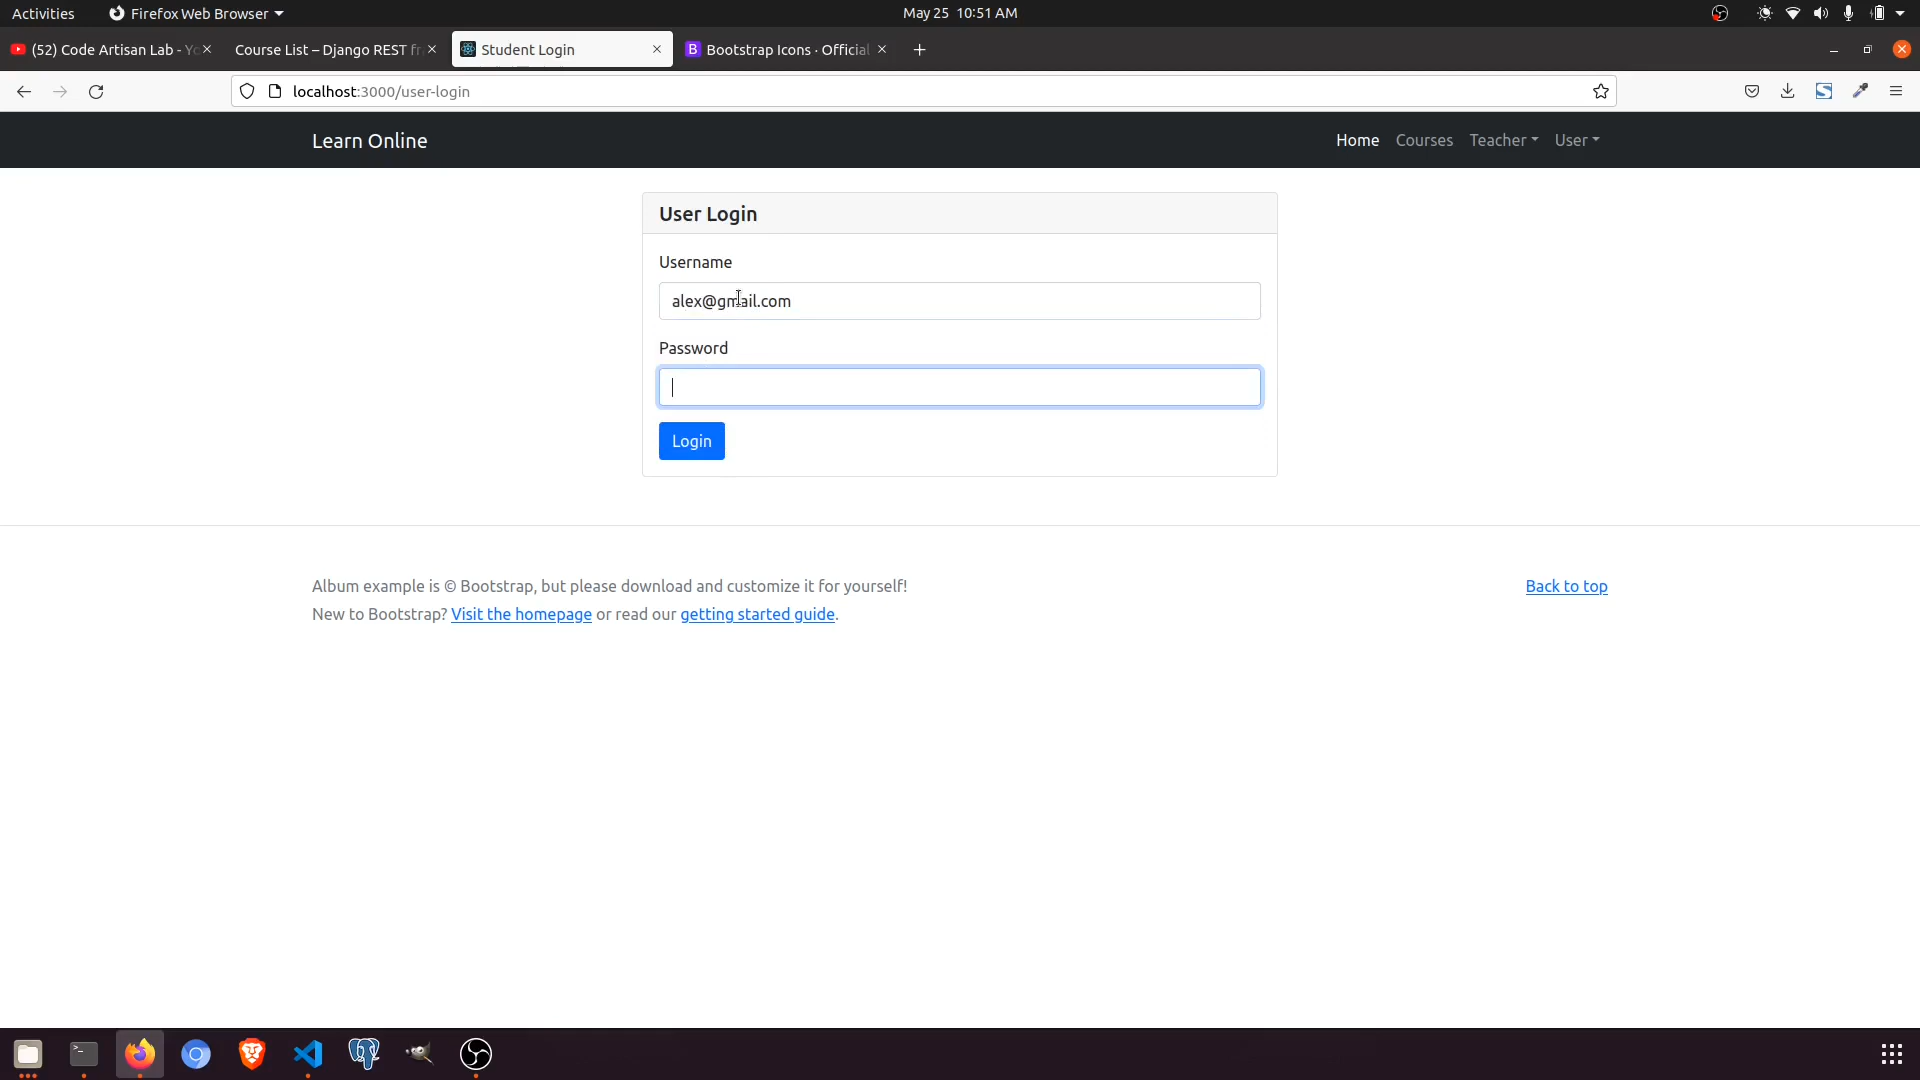 Activities
Firefox Web Browser
May 25 10:51 AM
(52) Code Artisan Lab - Yo
Course List – Django REST fr
Student Login
Bootstrap Icons · Official
localhost:3000/user-login
Learn Online
Home
Courses
Teacher
User
User Login
Username
alex@gmail.com
Password
Login
Album example is © Bootstrap, but please download and customize it for yourself!
Back to top
New to Bootstrap? Visit the homepage or read our getting started guide.